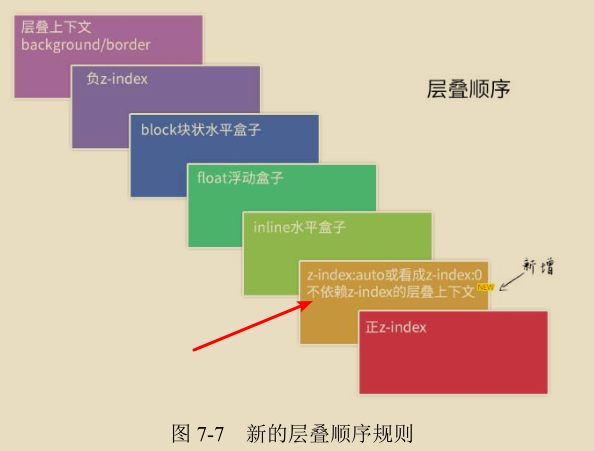 层叠上下文
background/border
负z-index
层叠顺序
block块状水平盒子
float浮动盒子
inline水平盒子
z-index:auto或看成z-index:0
不依赖z-index的层叠上下文
NEW
新增
正z-index
图 7-7 新的层叠顺序规则